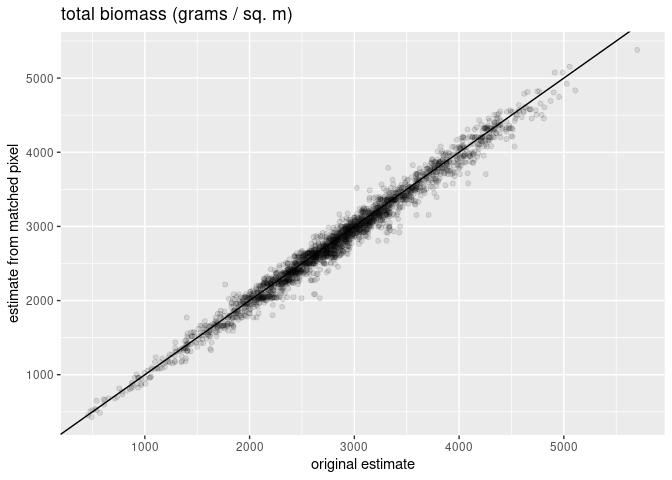 total biomass (grams / sq. m)
5000
4000
3000
2000
1000
estimate from matched pixel
1000 2000 3000 4000 5000
original estimate